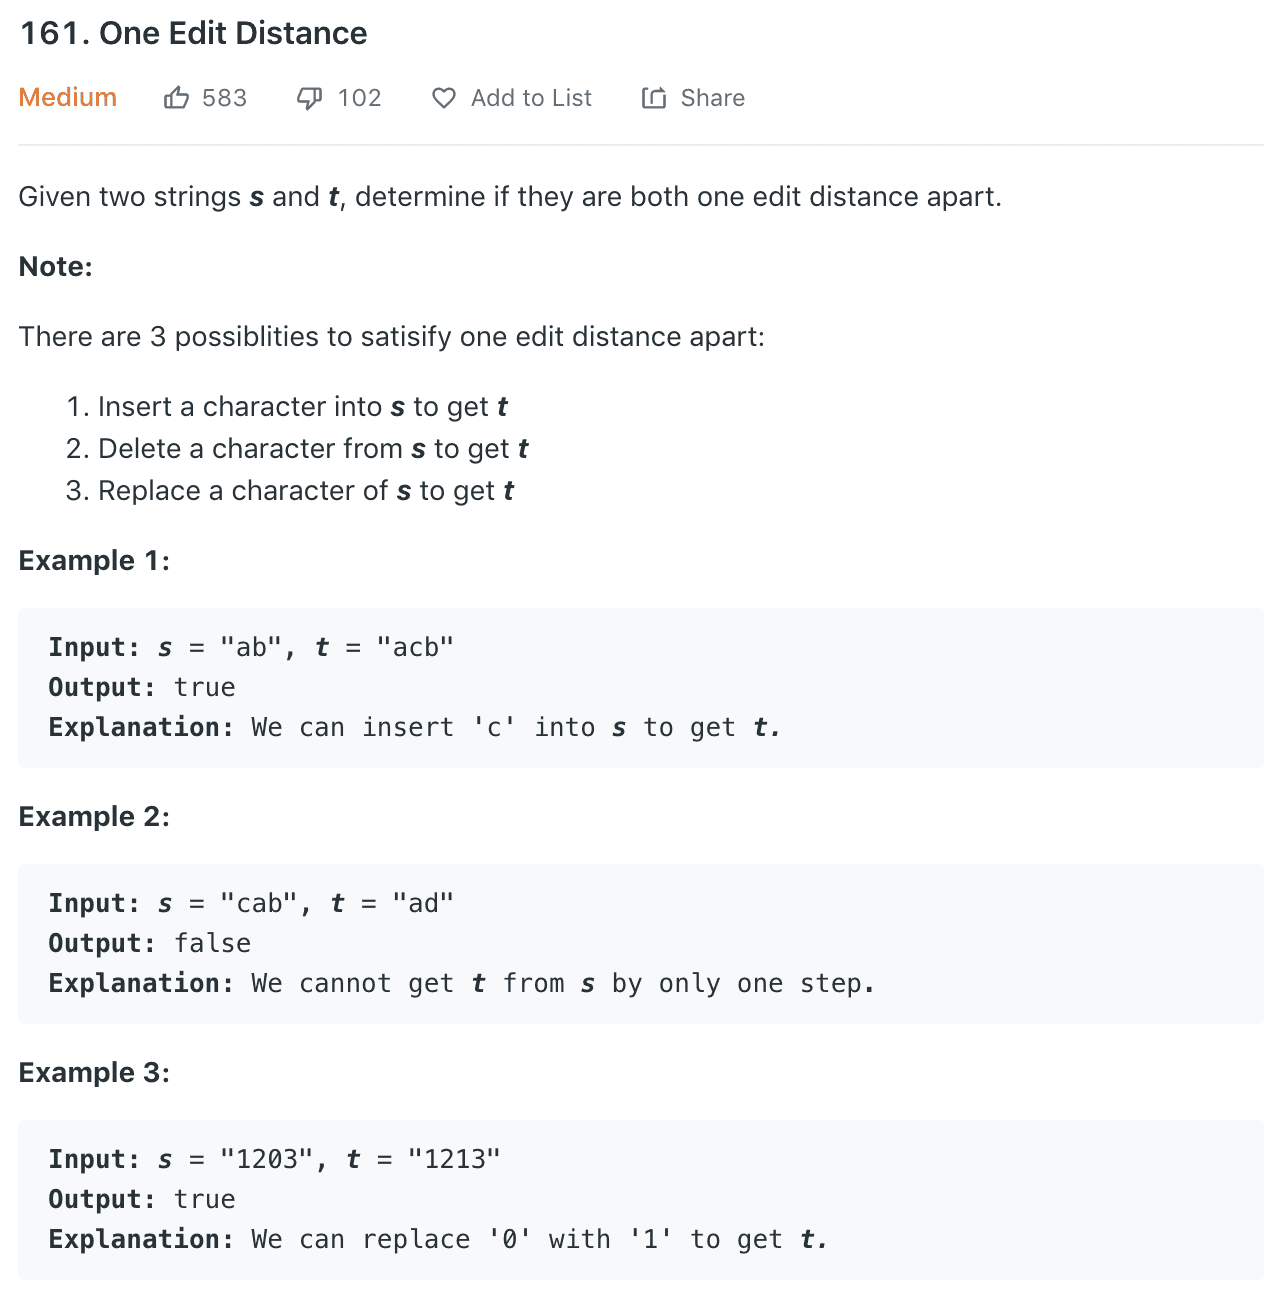 161. One Edit Distance
Medium 583 102 Add to List Share
Given two strings s and t, determine if they are both one edit distance apart.
Note:
There are 3 possiblities to satisify one edit distance apart:
1. Insert a character into s to get t
2. Delete a character from s to get t
3. Replace a character of s to get t
Example 1:
Input: s = "ab", t = "acb"
Output: true
Explanation: We can insert 'c' into s to get t.
Example 2:
Input: s = "cab", t = "ad"
Output: false
Explanation: We cannot get t from s by only one step.
Example 3:
Input: s = "1203", t = "1213"
Output: true
Explanation: We can replace '0' with '1' to get t.